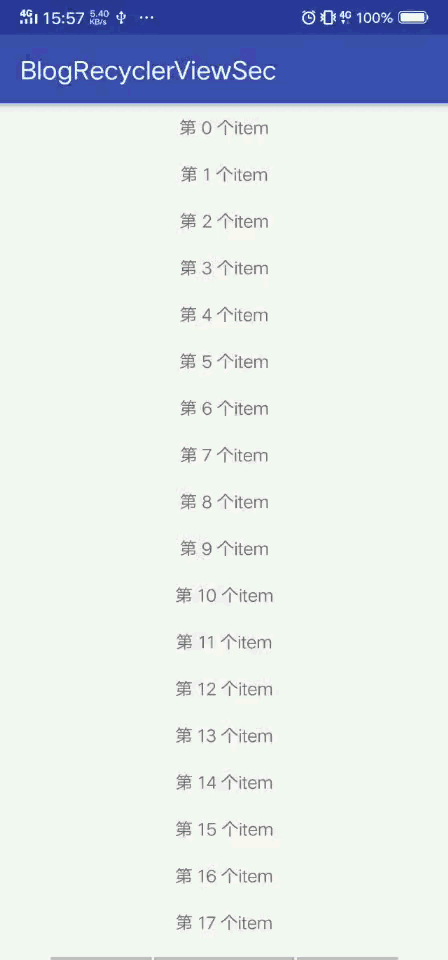 4G 15:57 5.40 KB/s ... 4G 100%
BlogRecyclerViewSec
第 0 个item
第 1 个item
第 2 个item
第 3 个item
第 4 个item
第 5 个item
第 6 个item
第 7 个item
第 8 个item
第 9 个item
第 10 个item
第 11 个item
第 12 个item
第 13 个item
第 14 个item
第 15 个item
第 16 个item
第 17 个item